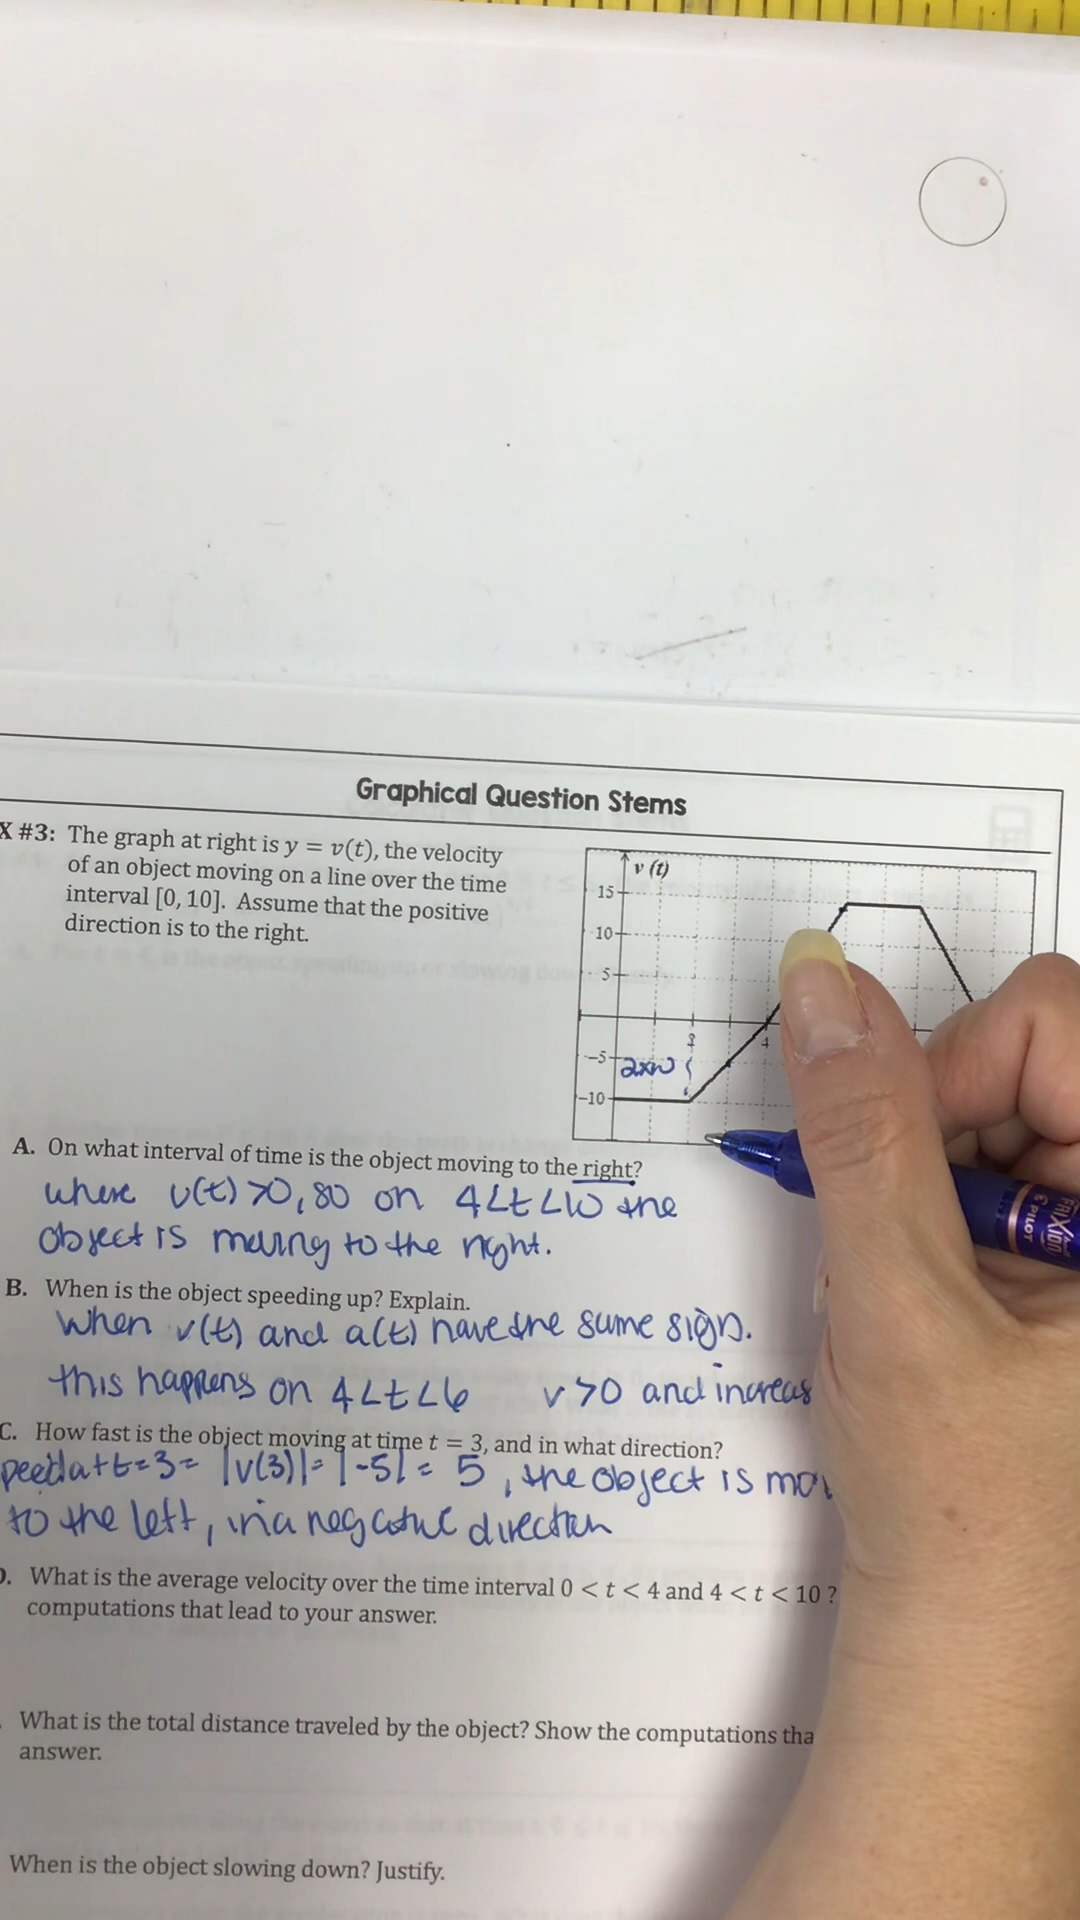 Graphical Question Stems
X #3: The graph at right is y = v(t), the velocity
of an object moving on a line over the time
interval [0, 10]. Assume that the positive
direction is to the right.
v (t)
15
10
5
-5
-10
4
2xw
A. On what interval of time is the object moving to the right?
where v(t) >0, so on 4<t<10 the
object is moving to the right.
B. When is the object speeding up? Explain.
when v(t) and a(t) have the same sign.
this happens on 4<t<6 v>0 and increas
C. How fast is the object moving at time t = 3, and in what direction?
peed at t=3= |v(3)|= |-5| = 5, the object is mov
to the left, in a negative direction
D. What is the average velocity over the time interval 0 < t < 4 and 4 < t < 10 ?
computations that lead to your answer.
What is the total distance traveled by the object? Show the computations tha
answer.
When is the object slowing down? Justify.
FRIXION
PILOT